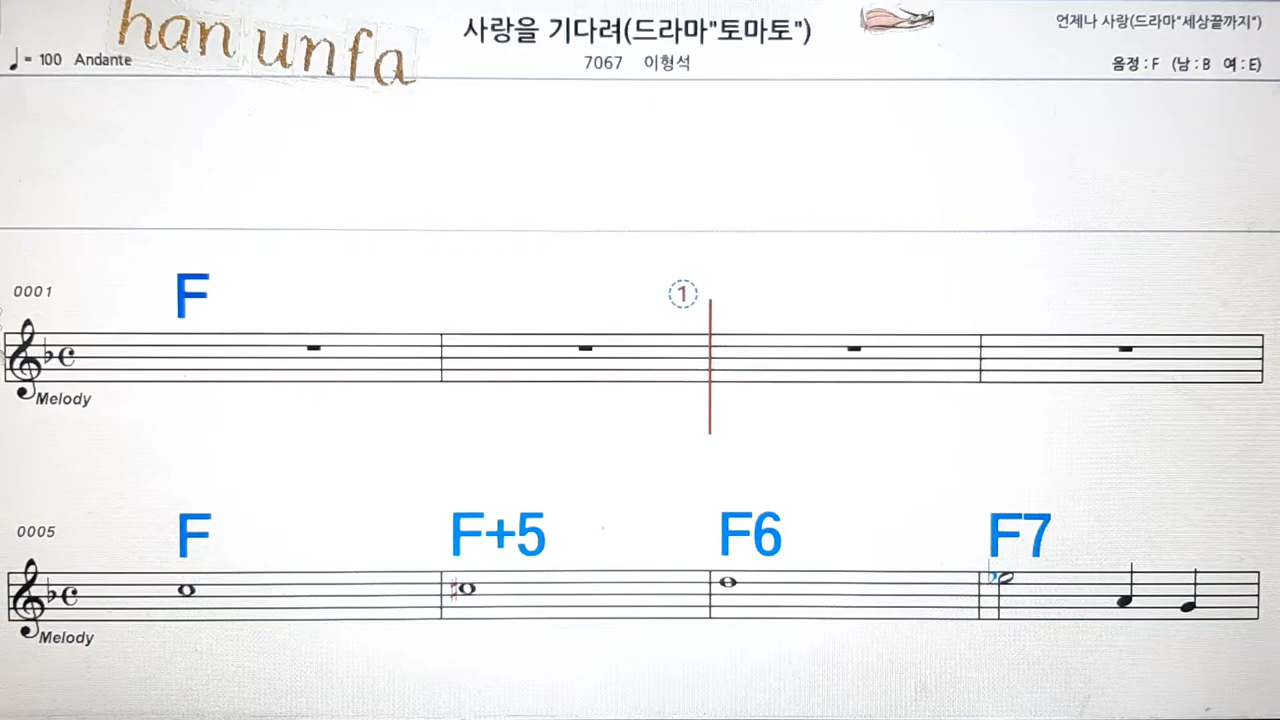 han unfa
사랑을 기다려(드라마"토마토")
언제나 사랑(드라마"세상끝까지")
♩= 100 Andante
7067 이형석
음정 : F (남 : B 여 : E)
0001
F
①
Melody
0005
F F+5 F6 F7
Melody